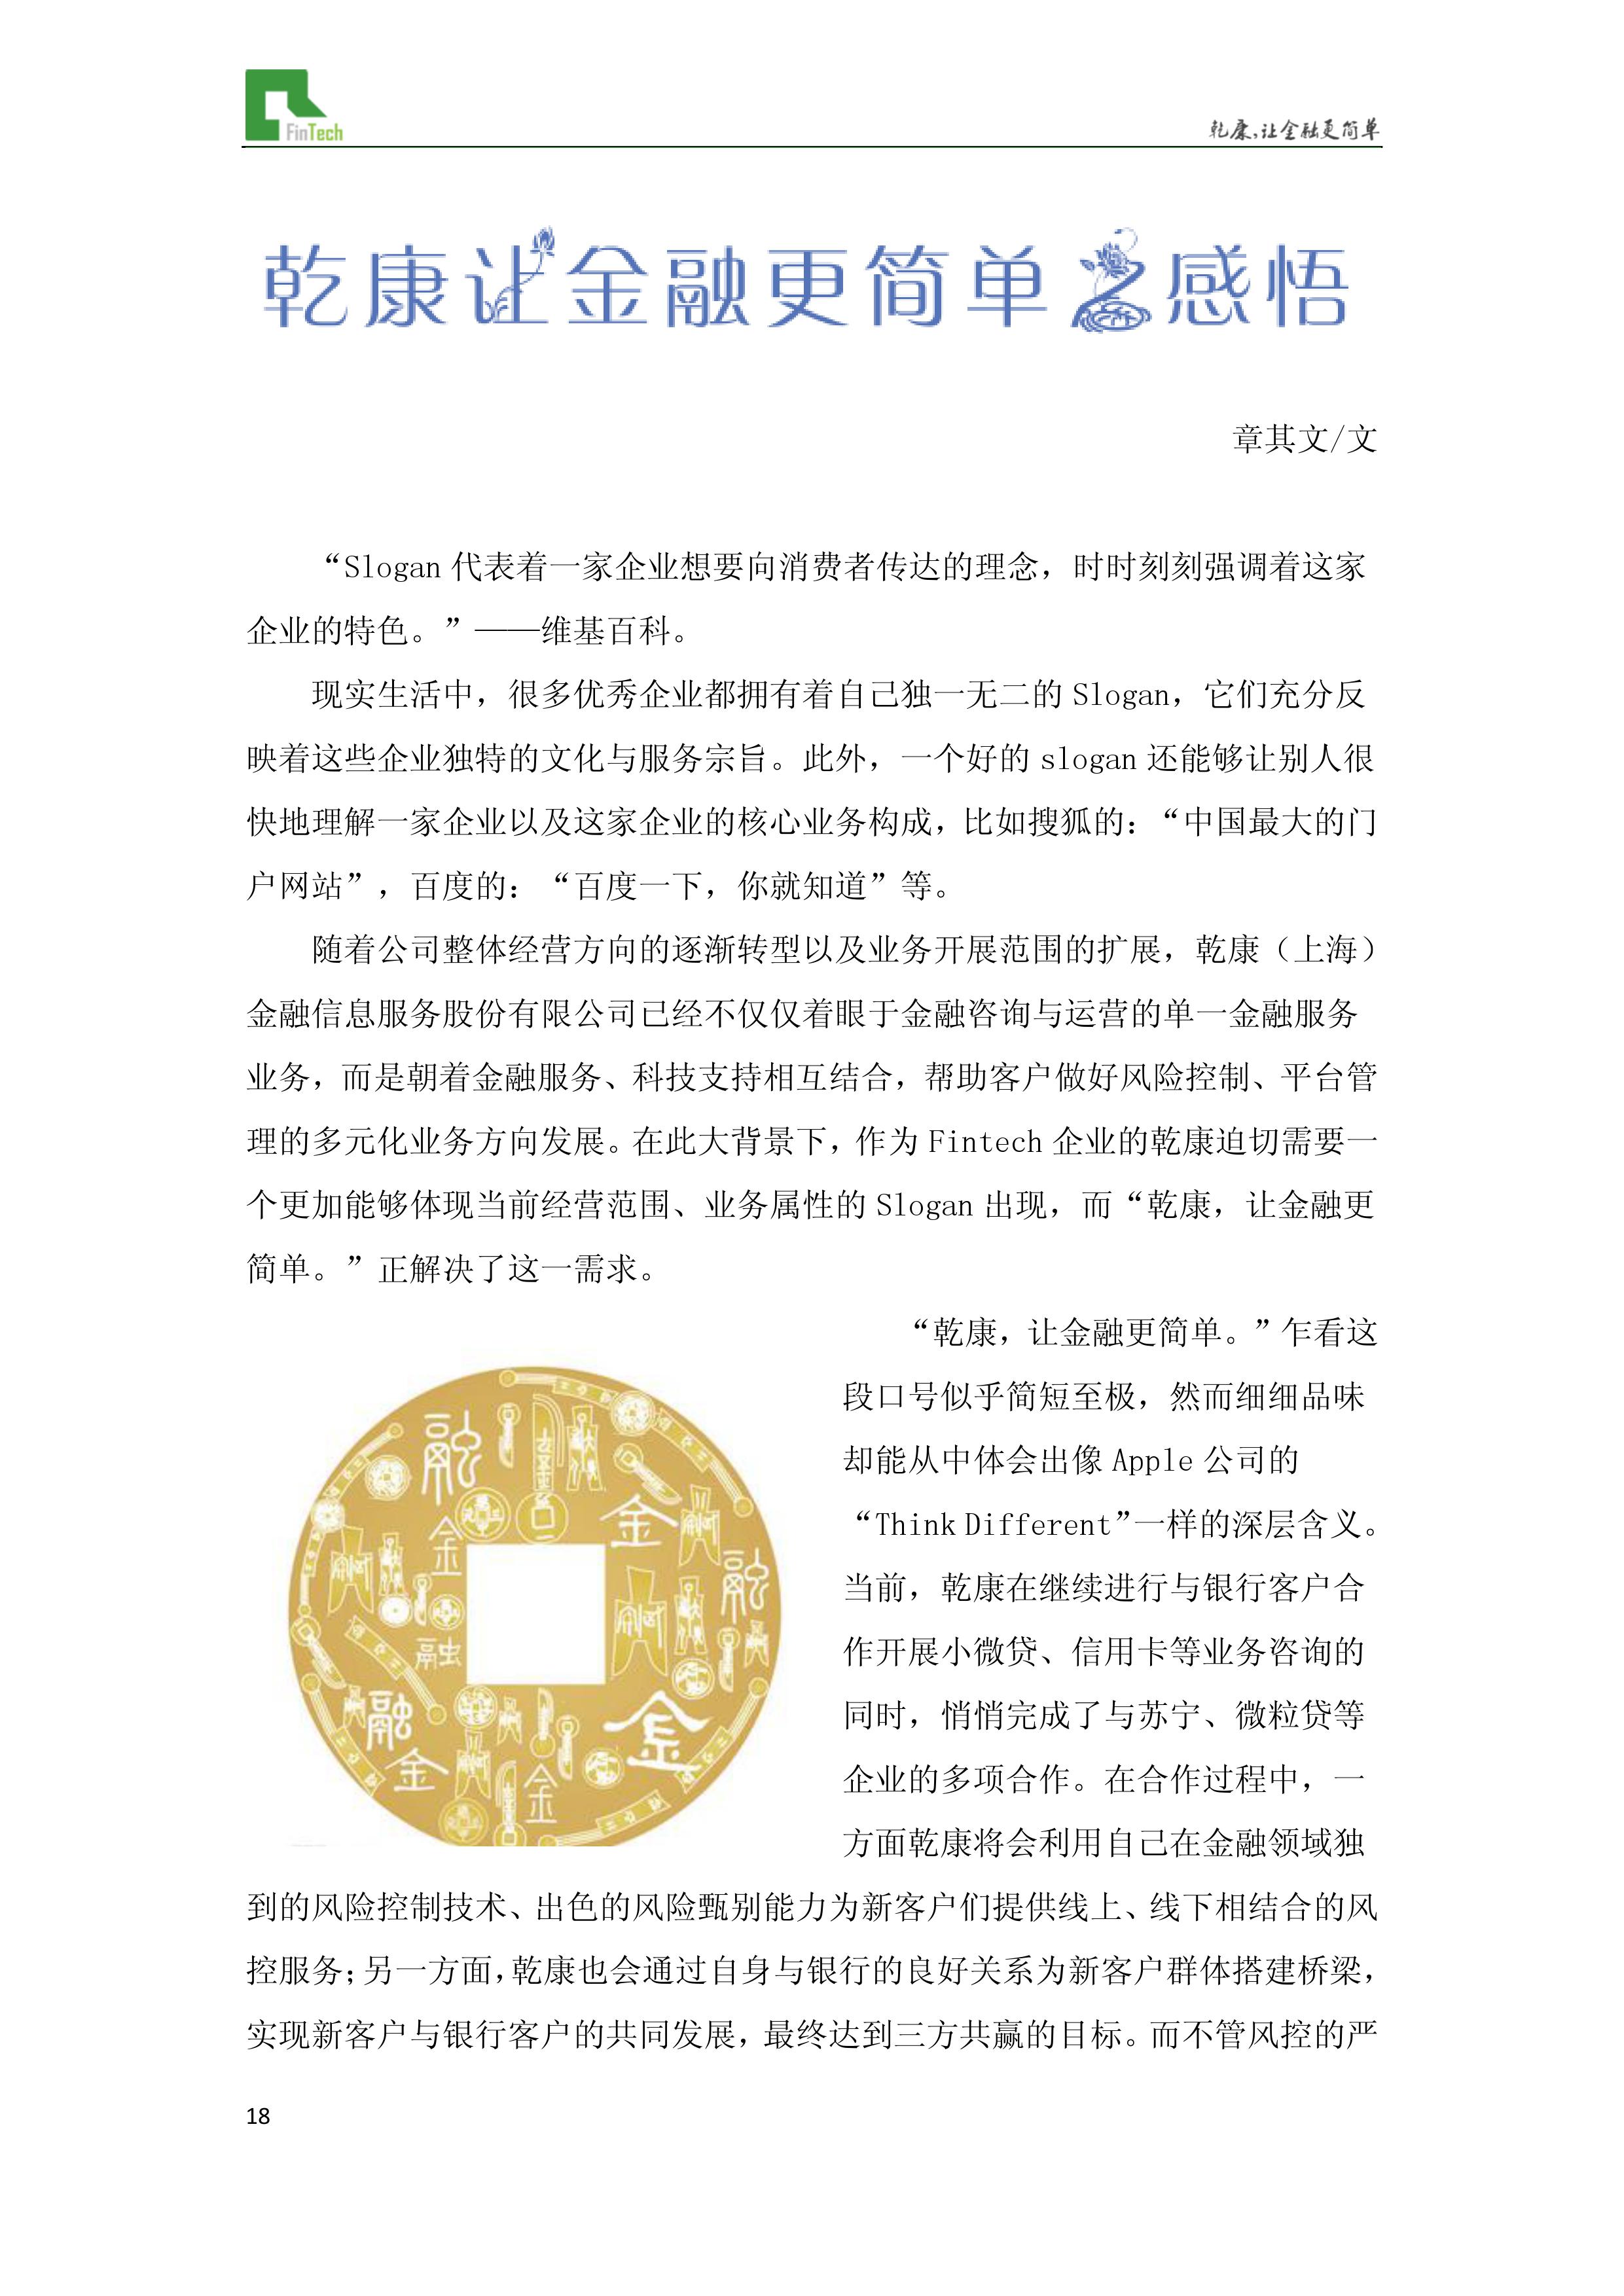 FinTech
乾康,让金融更简单
乾康让金融更简单之感悟
章其文/文
“Slogan 代表着一家企业想要向消费者传达的理念，时时刻刻强调着这家
企业的特色。”——维基百科。
现实生活中，很多优秀企业都拥有着自己独一无二的 Slogan，它们充分反
映着这些企业独特的文化与服务宗旨。此外，一个好的 slogan 还能够让别人很
快地理解一家企业以及这家企业的核心业务构成，比如搜狐的：“中国最大的门
户网站”，百度的：“百度一下，你就知道”等。
随着公司整体经营方向的逐渐转型以及业务开展范围的扩展，乾康（上海）
金融信息服务股份有限公司已经不仅仅着眼于金融咨询与运营的单一金融服务
业务，而是朝着金融服务、科技支持相互结合，帮助客户做好风险控制、平台管
理的多元化业务方向发展。在此大背景下，作为 Fintech 企业的乾康迫切需要一
个更加能够体现当前经营范围、业务属性的 Slogan 出现，而“乾康，让金融更
简单。”正解决了这一需求。
“乾康，让金融更简单。”乍看这
段口号似乎简短至极，然而细细品味
却能从中体会出像 Apple 公司的
“Think Different”一样的深层含义。
当前，乾康在继续进行与银行客户合
作开展小微贷、信用卡等业务咨询的
同时，悄悄完成了与苏宁、微粒贷等
企业的多项合作。在合作过程中，一
方面乾康将会利用自己在金融领域独
到的风险控制技术、出色的风险甄别能力为新客户们提供线上、线下相结合的风
控服务；另一方面，乾康也会通过自身与银行的良好关系为新客户群体搭建桥梁，
实现新客户与银行客户的共同发展，最终达到三方共赢的目标。而不管风控的严
融
金
金
融
融
融
金
金
金
18